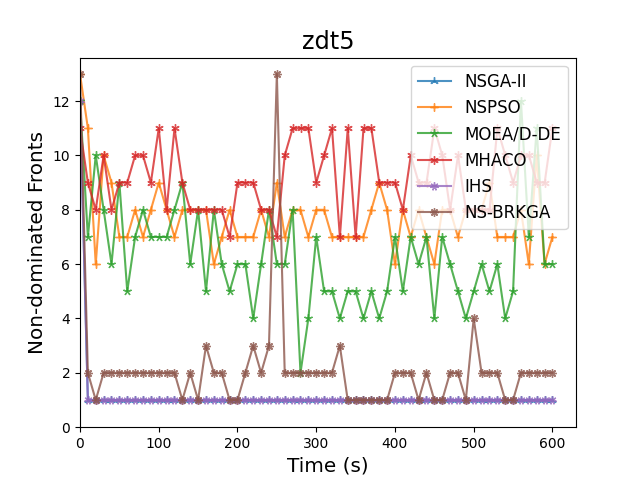 zdt5
Non-dominated Fronts
12
10
8
6
4
2
0
NSGA-II
NSPSO
MOEA/D-DE
MHACO
IHS
NS-BRKGA
0 100 200 300 400 500 600
Time (s)